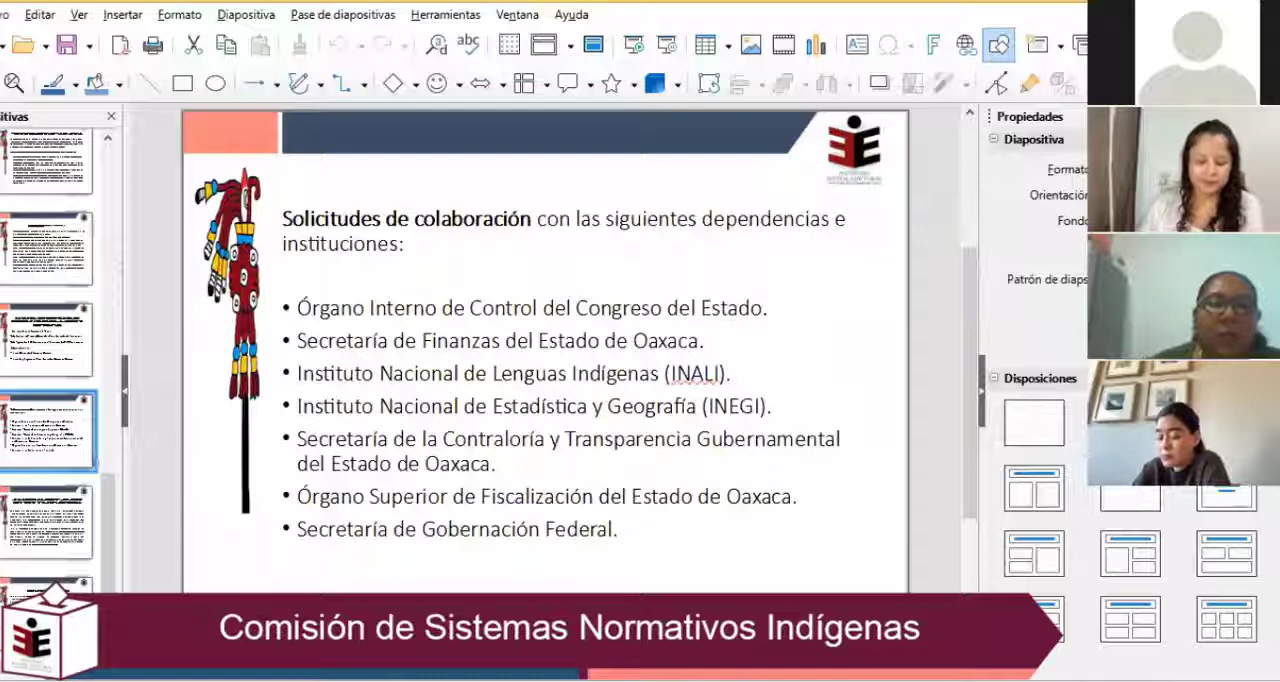 Editar Ver Insertar Formato Diapositiva Pase de diapositivas Herramientas Ventana Ayuda
Propiedades
Diapositiva
Formato
Orientación
Fondo
Patrón de diaps
Disposiciones
Solicitudes de colaboración con las siguientes dependencias e
instituciones:
• Órgano Interno de Control del Congreso del Estado.
• Secretaría de Finanzas del Estado de Oaxaca.
• Instituto Nacional de Lenguas Indígenas (INALI).
• Instituto Nacional de Estadística y Geografía (INEGI).
• Secretaría de la Contraloría y Transparencia Gubernamental
del Estado de Oaxaca.
• Órgano Superior de Fiscalización del Estado de Oaxaca.
• Secretaría de Gobernación Federal.
Comisión de Sistemas Normativos Indígenas